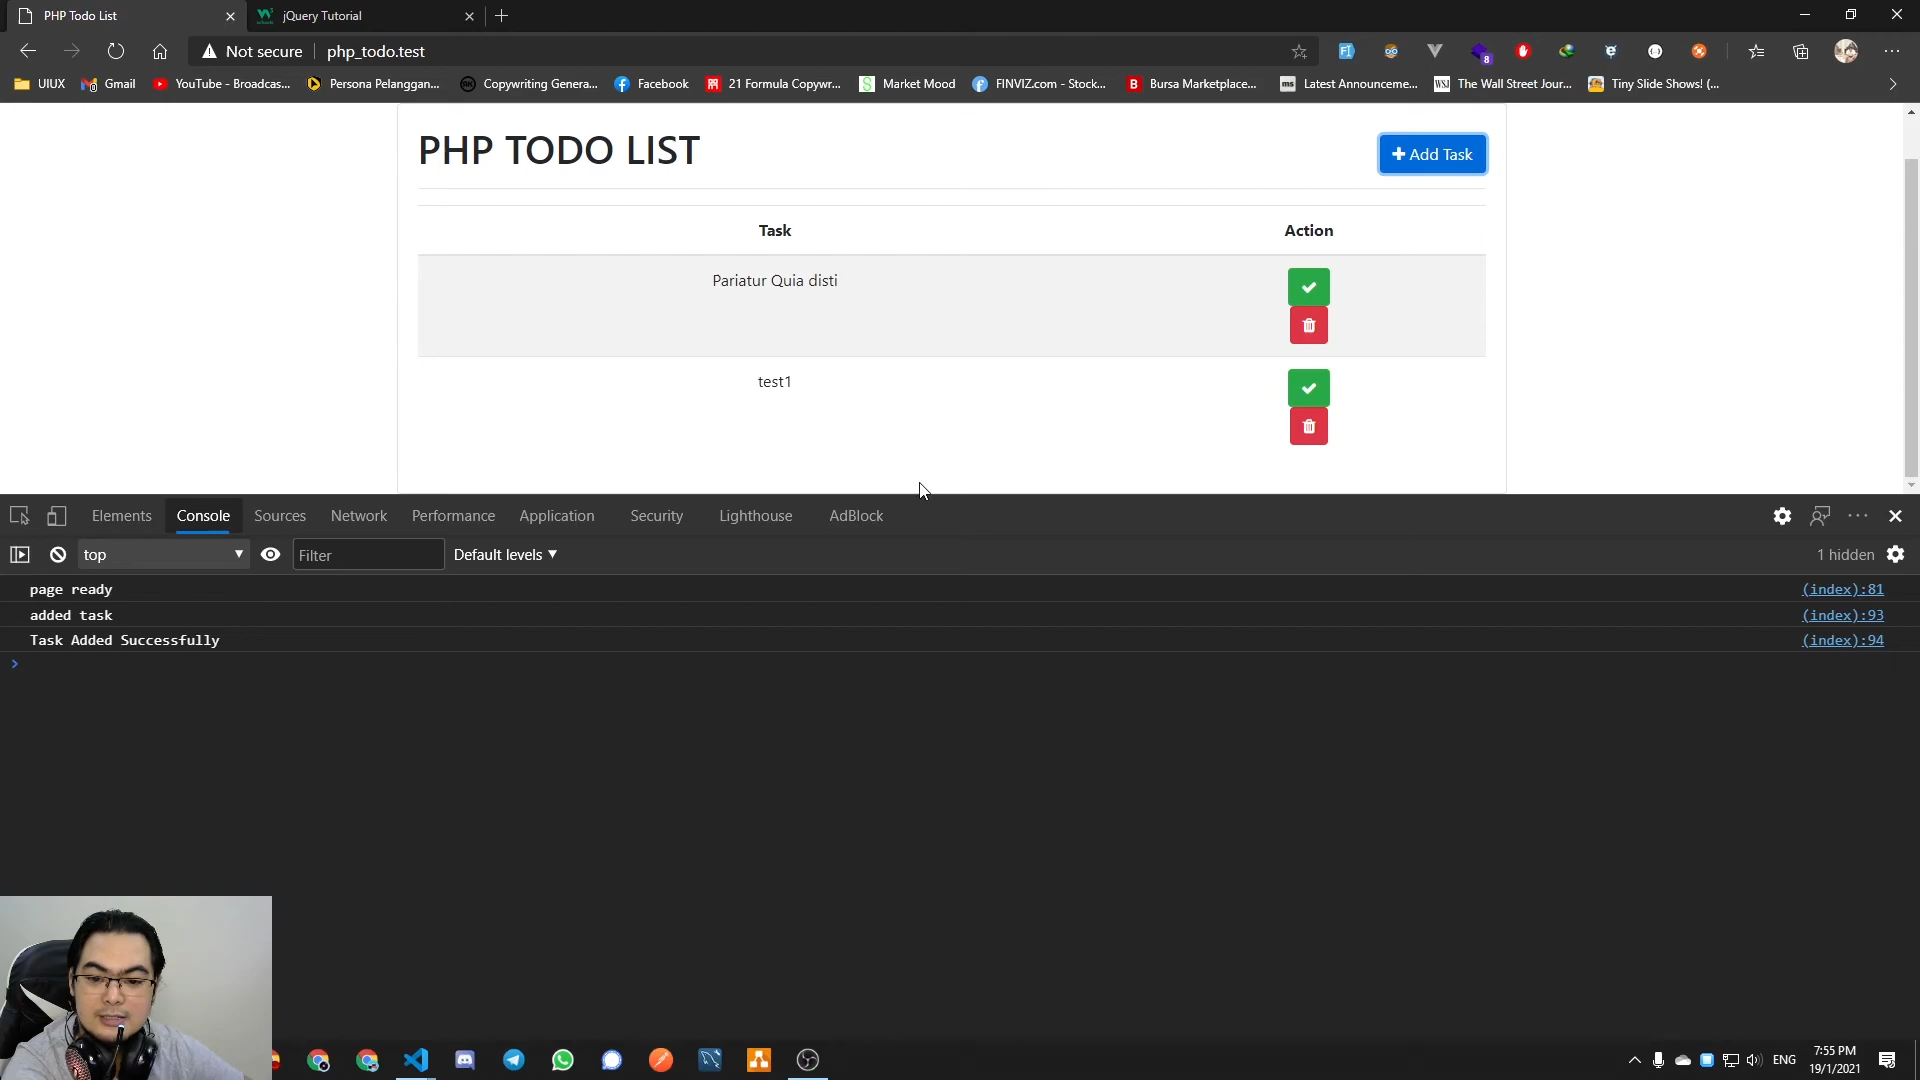 PHP Todo List
jQuery Tutorial
Not secure
php_todo.test
8
UIUX
Gmail
YouTube - Broadcas...
Persona Pelanggan...
Copywriting Genera...
Facebook
21 Formula Copywr...
Market Mood
FINVIZ.com - Stock...
Bursa Marketplace...
Latest Announceme...
The Wall Street Jour...
Tiny Slide Shows! (...
PHP TODO LIST
Add Task
Task Action
Pariatur Quia disti
test1
Elements Console Sources Network Performance Application Security Lighthouse AdBlock
top Filter Default levels 1 hidden
page ready (index):81
added task (index):93
Task Added Successfully (index):94
ENG
7:55 PM
19/1/2021